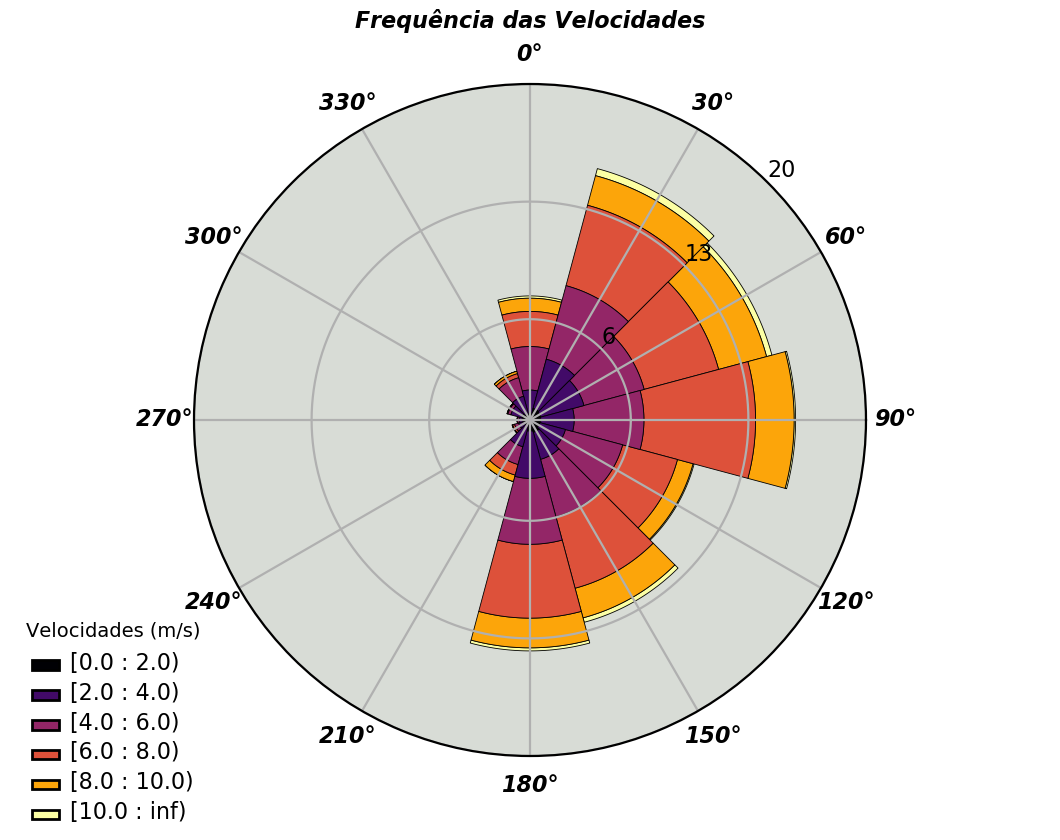 Frequência das Velocidades
0°
330°
30°
20
300°
60°
13
6
270°
90°
240°
120°
210°
150°
180°
Velocidades (m/s)
[0.0 : 2.0)
[2.0 : 4.0)
[4.0 : 6.0)
[6.0 : 8.0)
[8.0 : 10.0)
[10.0 : inf)